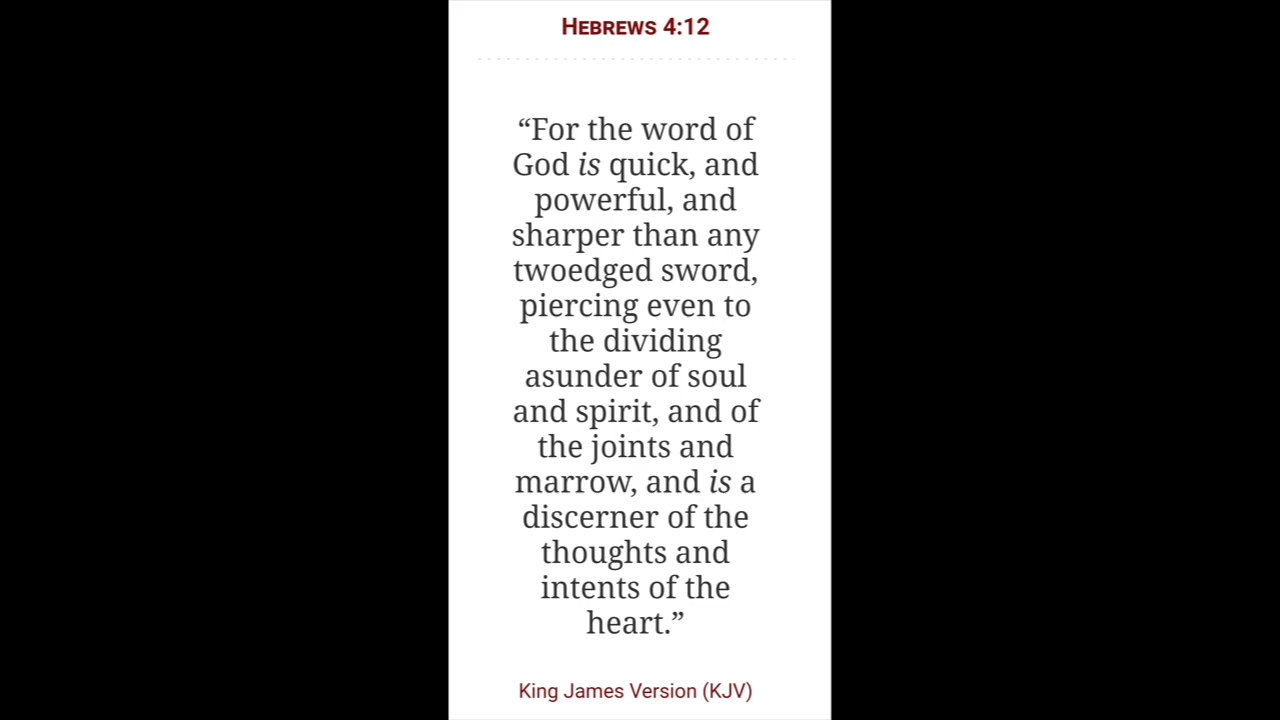 Hebrews 4:12
“For the word of
God is quick, and
powerful, and
sharper than any
twoedged sword,
piercing even to
the dividing
asunder of soul
and spirit, and of
the joints and
marrow, and is a
discerner of the
thoughts and
intents of the
heart.”
King James Version (KJV)